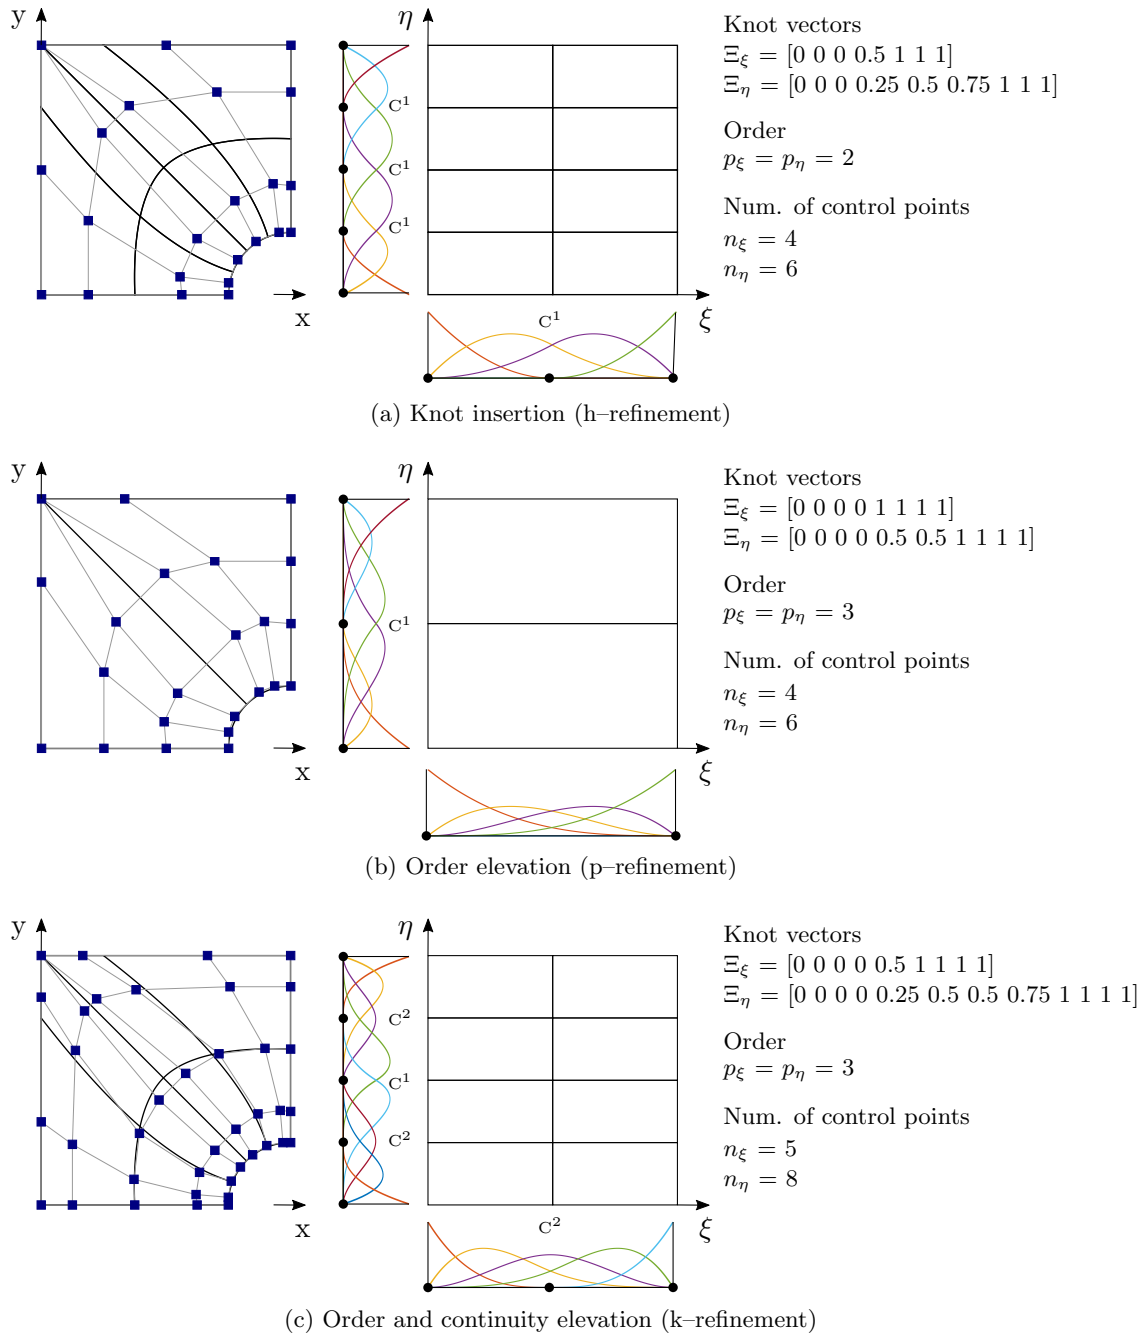 y
η
x
ξ
C¹
C¹
C¹
C¹
Knot vectors
Ξ_ξ = [0 0 0 0.5 1 1 1]
Ξ_η = [0 0 0 0.25 0.5 0.75 1 1 1]
Order
p_ξ = p_η = 2
Num. of control points
n_ξ = 4
n_η = 6
(a) Knot insertion (h–refinement)
y
η
x
ξ
C¹
Knot vectors
Ξ_ξ = [0 0 0 0 1 1 1 1]
Ξ_η = [0 0 0 0 0.5 0.5 1 1 1 1]
Order
p_ξ = p_η = 3
Num. of control points
n_ξ = 4
n_η = 6
(b) Order elevation (p–refinement)
y
η
x
ξ
C²
C¹
C²
C²
Knot vectors
Ξ_ξ = [0 0 0 0 0.5 1 1 1 1]
Ξ_η = [0 0 0 0 0.25 0.5 0.5 0.75 1 1 1 1]
Order
p_ξ = p_η = 3
Num. of control points
n_ξ = 5
n_η = 8
(c) Order and continuity elevation (k–refinement)